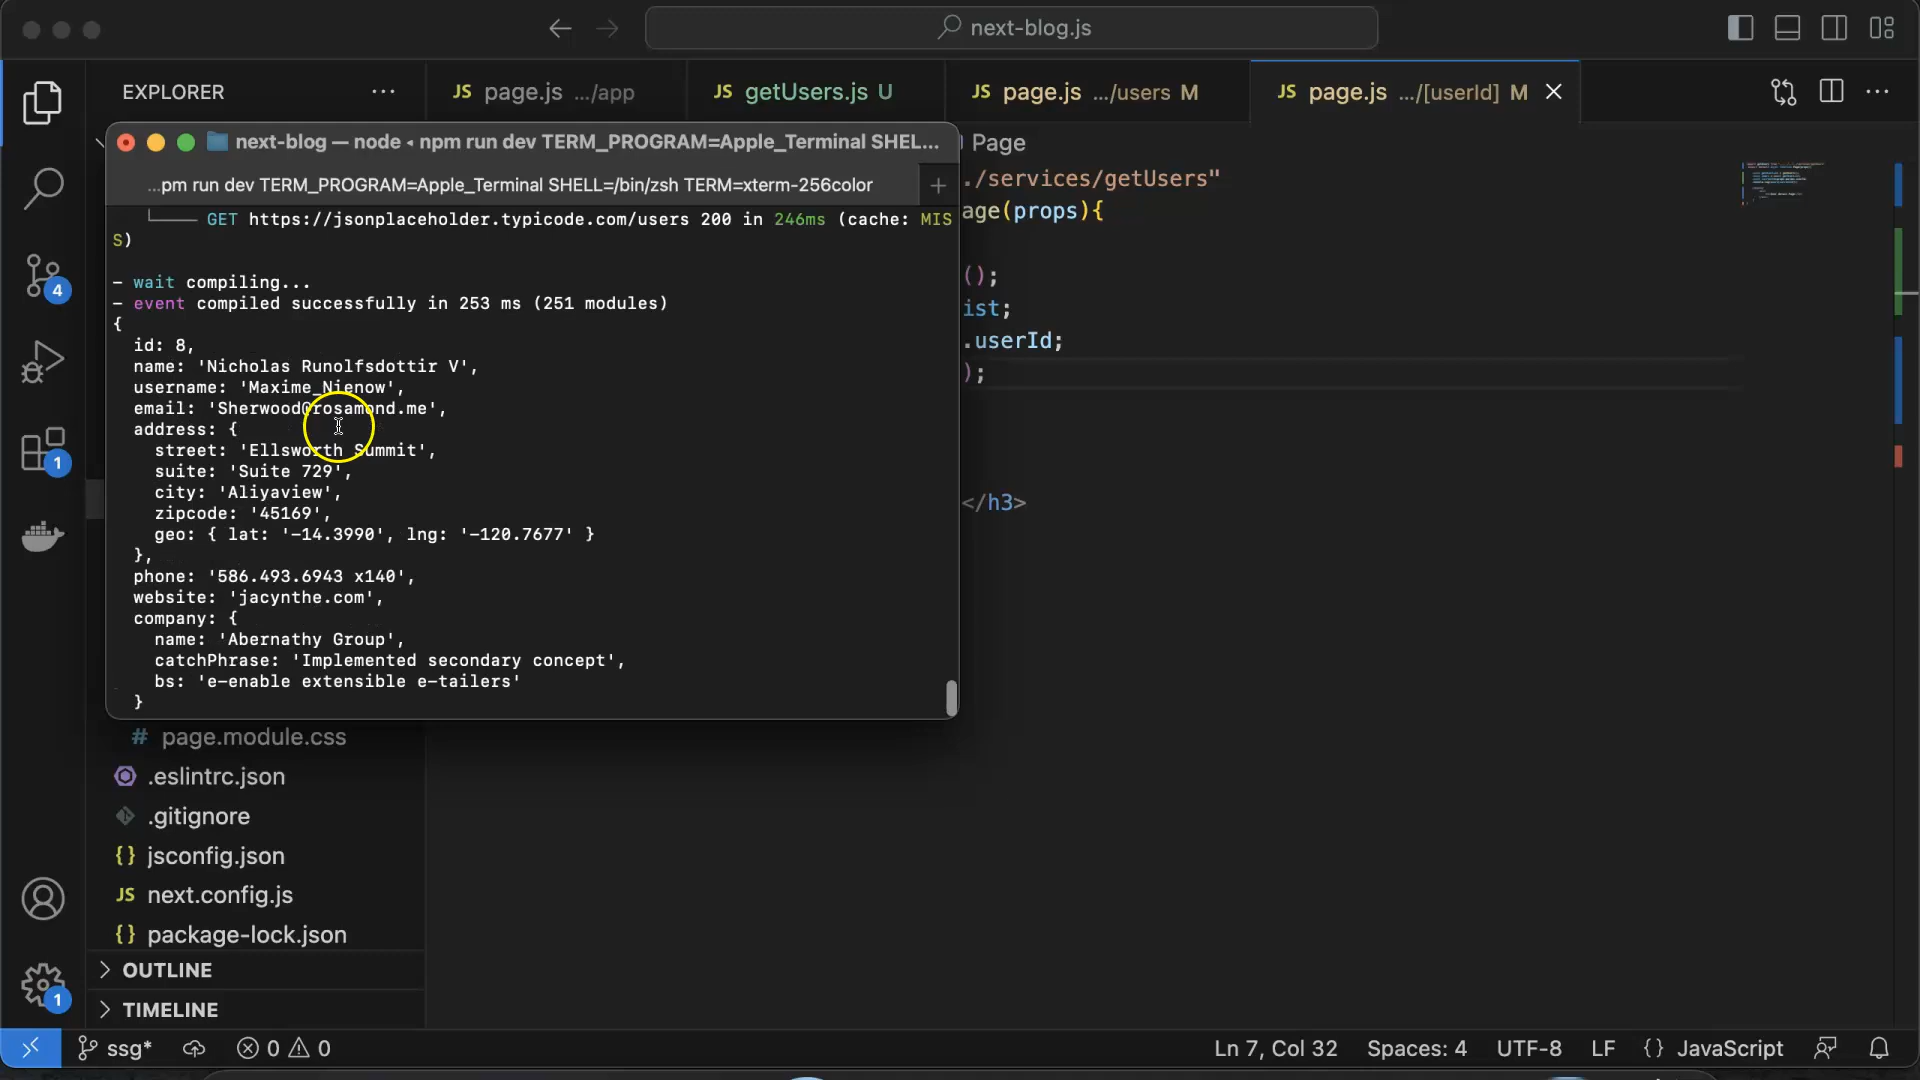 next-blog.js
EXPLORER
JS page.js .../app
JS getUsers.js U
JS page.js .../users M
JS page.js .../[userId] M
next-blog — node ◂ npm run dev TERM_PROGRAM=Apple_Terminal SHEL...
...pm run dev TERM_PROGRAM=Apple_Terminal SHELL=/bin/zsh TERM=xterm-256color
GET https://jsonplaceholder.typicode.com/users 200 in 246ms (cache: MIS
S)
- wait compiling...
- event compiled successfully in 253 ms (251 modules)
{
id: 8,
name: 'Nicholas Runolfsdottir V',
username: 'Maxime_Nienow',
email: 'Sherwood@rosamond.me',
address: {
street: 'Ellsworth Summit',
suite: 'Suite 729',
city: 'Aliyaview',
zipcode: '45169',
geo: { lat: '-14.3990', lng: '-120.7677' }
},
phone: '586.493.6943 x140',
website: 'jacynthe.com',
company: {
name: 'Abernathy Group',
catchPhrase: 'Implemented secondary concept',
bs: 'e-enable extensible e-tailers'
}
Page
./services/getUsers"
age(props){
();
ist;
.userId;
);
</h3>
# page.module.css
.eslintrc.json
.gitignore
{} jsconfig.json
JS next.config.js
{} package-lock.json
OUTLINE
TIMELINE
4
1
1
ssg* 0 0
Ln 7, Col 32 Spaces: 4 UTF-8 LF {} JavaScript